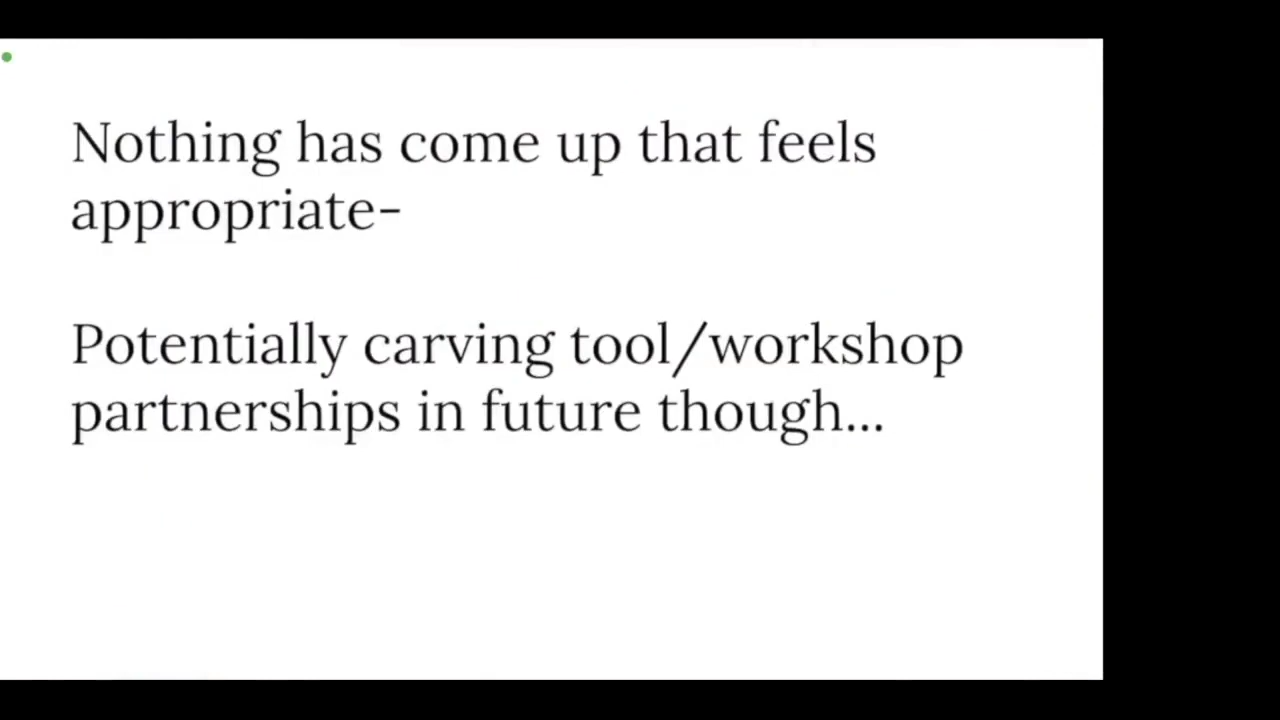 Nothing has come up that feels
appropriate-
Potentially carving tool/workshop
partnerships in future though...